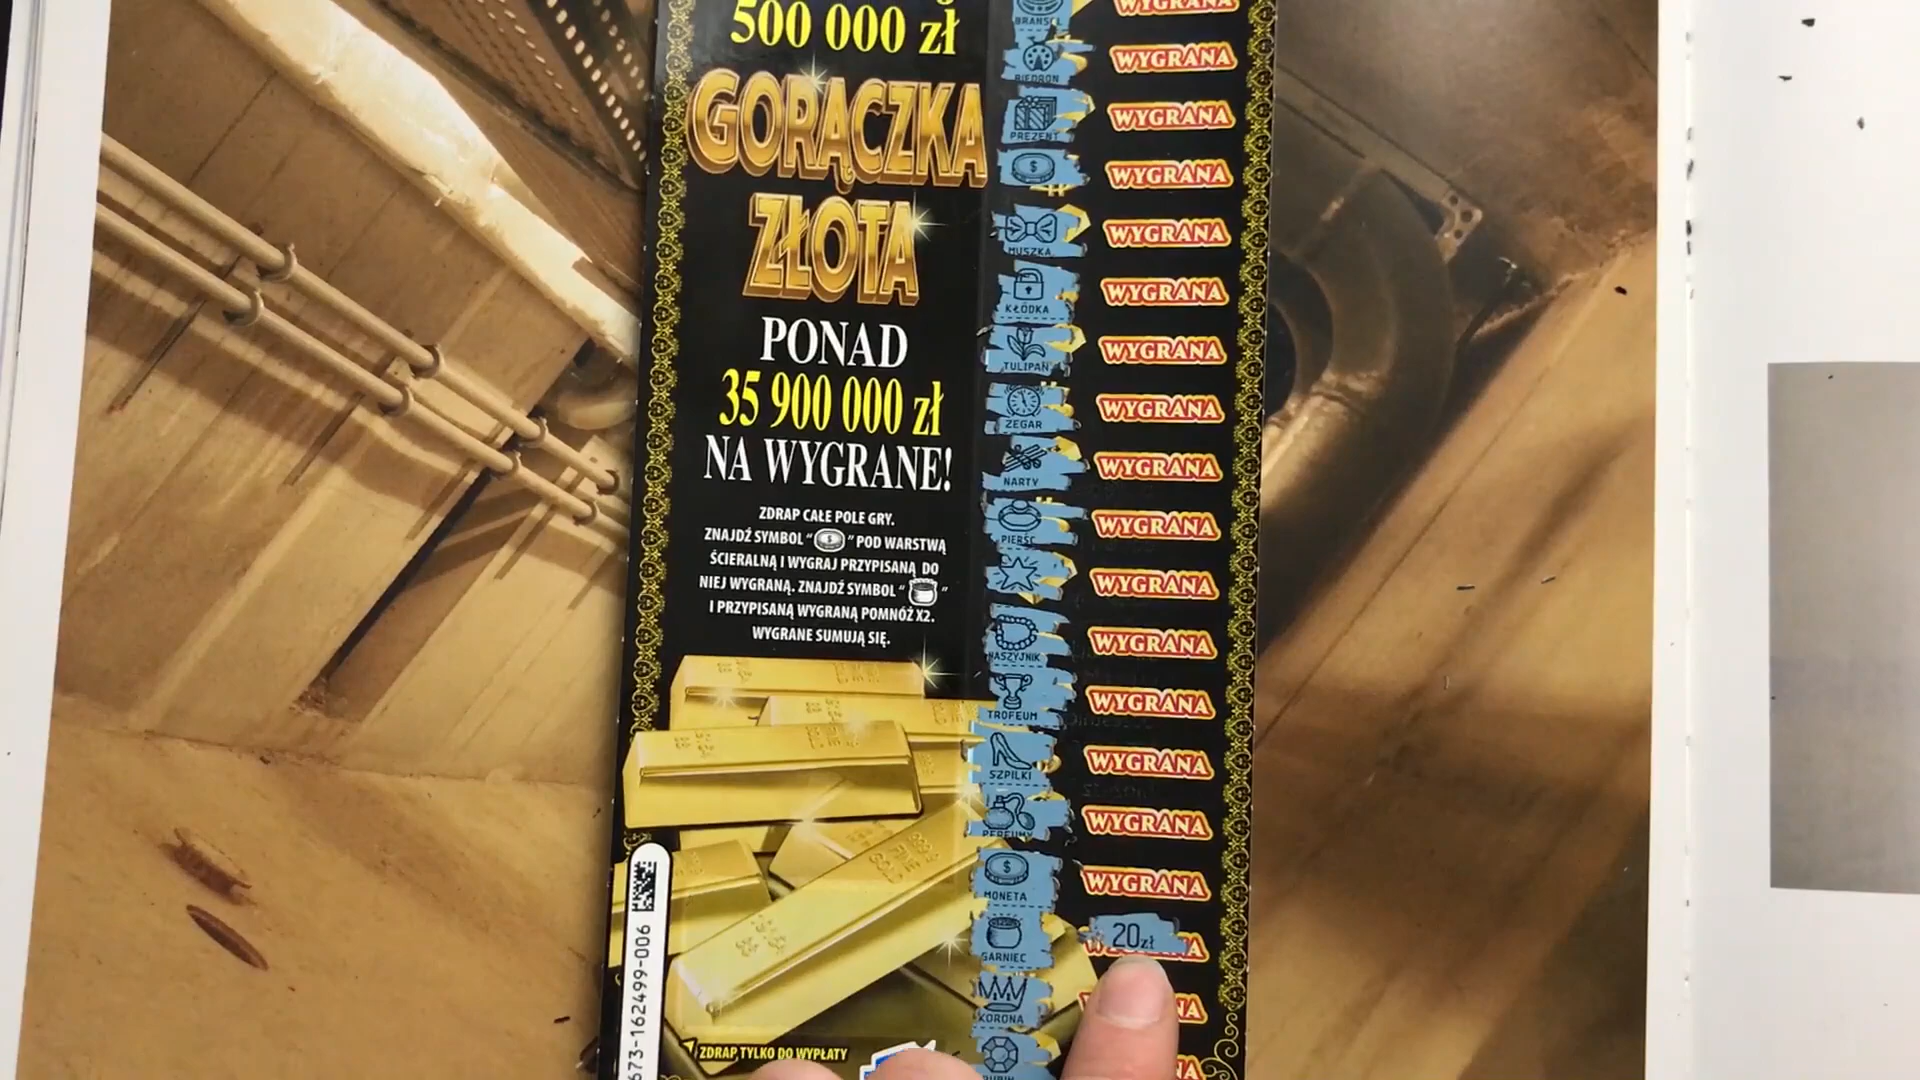 500 000 zł
GORĄCZKA
ZŁOTA
PONAD
35 900 000 zł
NA WYGRANE!
ZDRAP CAŁE POLE GRY.
ZNAJDŹ SYMBOL “ ” POD WARSTWĄ
ŚCIERALNĄ I WYGRAJ PRZYPISANĄ DO
NIEJ WYGRANĄ. ZNAJDŹ SYMBOL “ ”
I PRZYPISANĄ WYGRANĄ POMNÓŻ X2.
WYGRANE SUMUJĄ SIĘ.
673-162499-006
ZDRAP TYLKO DO WYPŁATY
WYGRANA
WYGRANA
PREZENT WYGRANA
WYGRANA
MUSZKA WYGRANA
KŁÓDKA WYGRANA
TULIPAN WYGRANA
ZEGAR WYGRANA
NARTY WYGRANA
PIERŚC WYGRANA
WYGRANA
NASZYJNIK WYGRANA
TROFEUM WYGRANA
SZPILKI WYGRANA
PERFUMY WYGRANA
MONETA WYGRANA
GARNIEC 20zł
KORONA